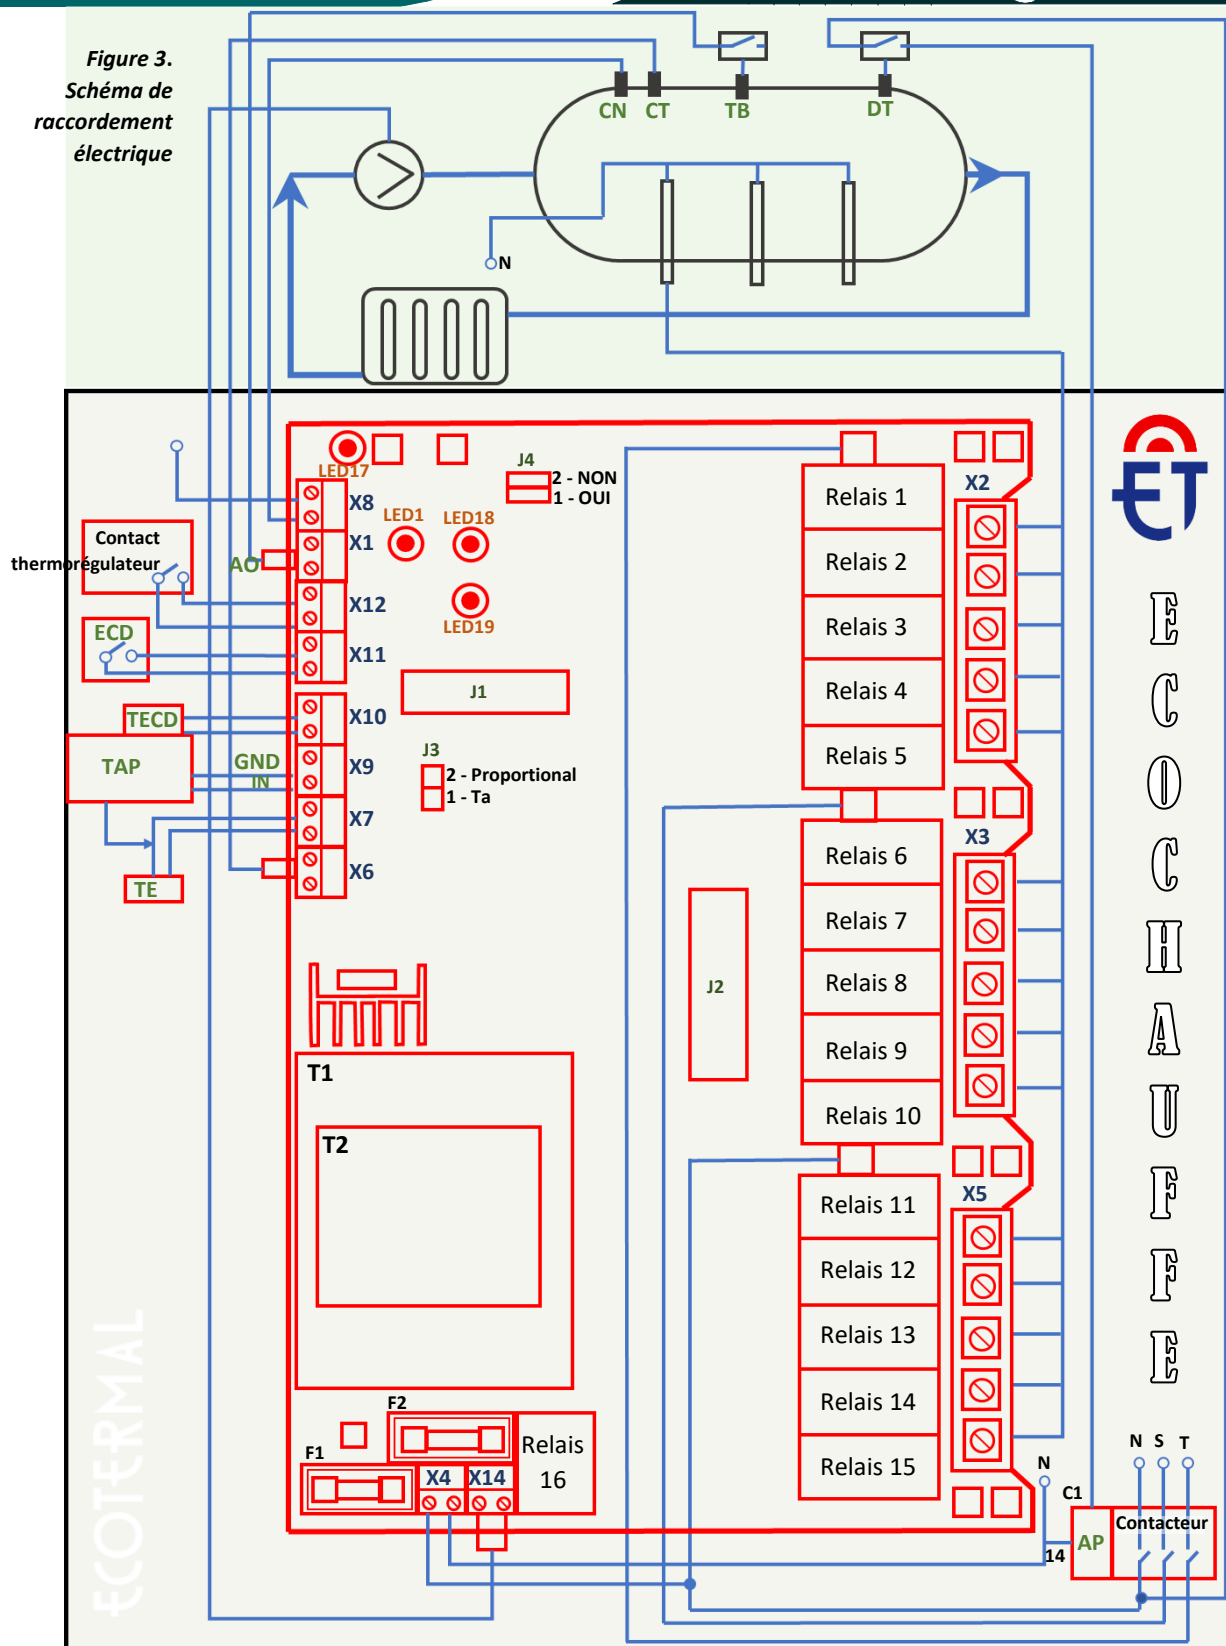 Figure 3.
Schéma de
raccordement
électrique
CN
CT
TB
DT
N
LED17
J4
2 - NON
1 - OUI
X8
LED1
LED18
X1
Contact
thermorégulateur
AO
X12
LED19
ECD
X11
J1
TECD
X10
TAP
GND
IN
X9
J3
2 - Proportional
1 - Ta
X7
TE
X6
Relais 1
X2
Relais 2
Relais 3
Relais 4
Relais 5
X3
Relais 6
Relais 7
Relais 8
Relais 9
Relais 10
J2
X5
Relais 11
Relais 12
Relais 13
Relais 14
Relais 15
T1
T2
F2
F1
X4
X14
Relais
16
ET
ECOCHAUFFE
ECOTERMAL
N
S
T
N
C1
Contacteur
AP
14